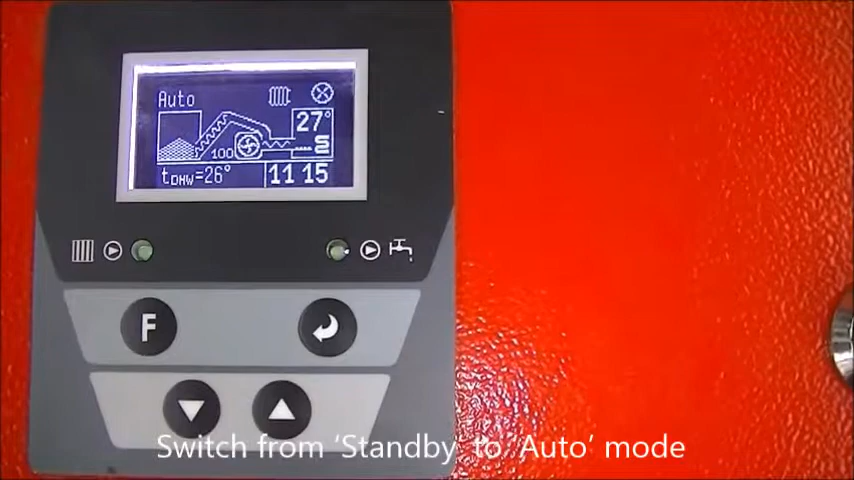 Auto
27°
100
tDHW=26°
11 15
F
Switch from ‘Standby’ to ‘Auto’ mode